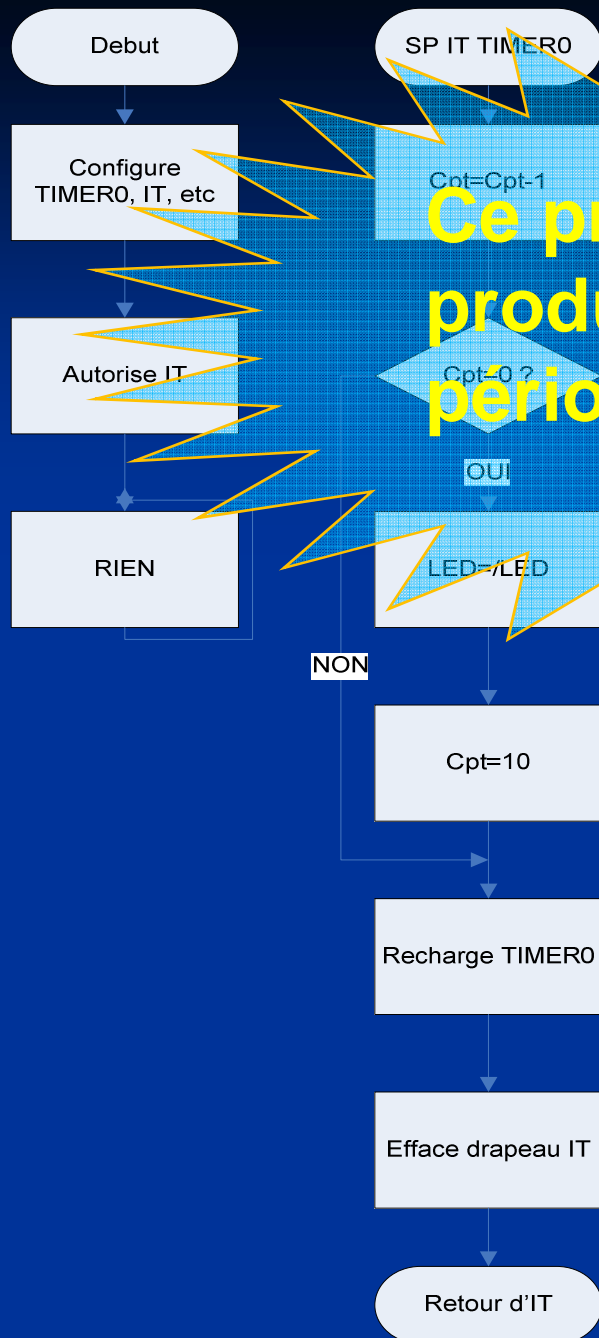 Debut
Configure
TIMER0, IT, etc
Autorise IT
RIEN
SP IT TIMER0
Cpt=Cpt-1
Cpt=0 ?
OUI
LED=/LED
NON
Cpt=10
Recharge TIMER0
Efface drapeau IT
Retour d'IT
Ce